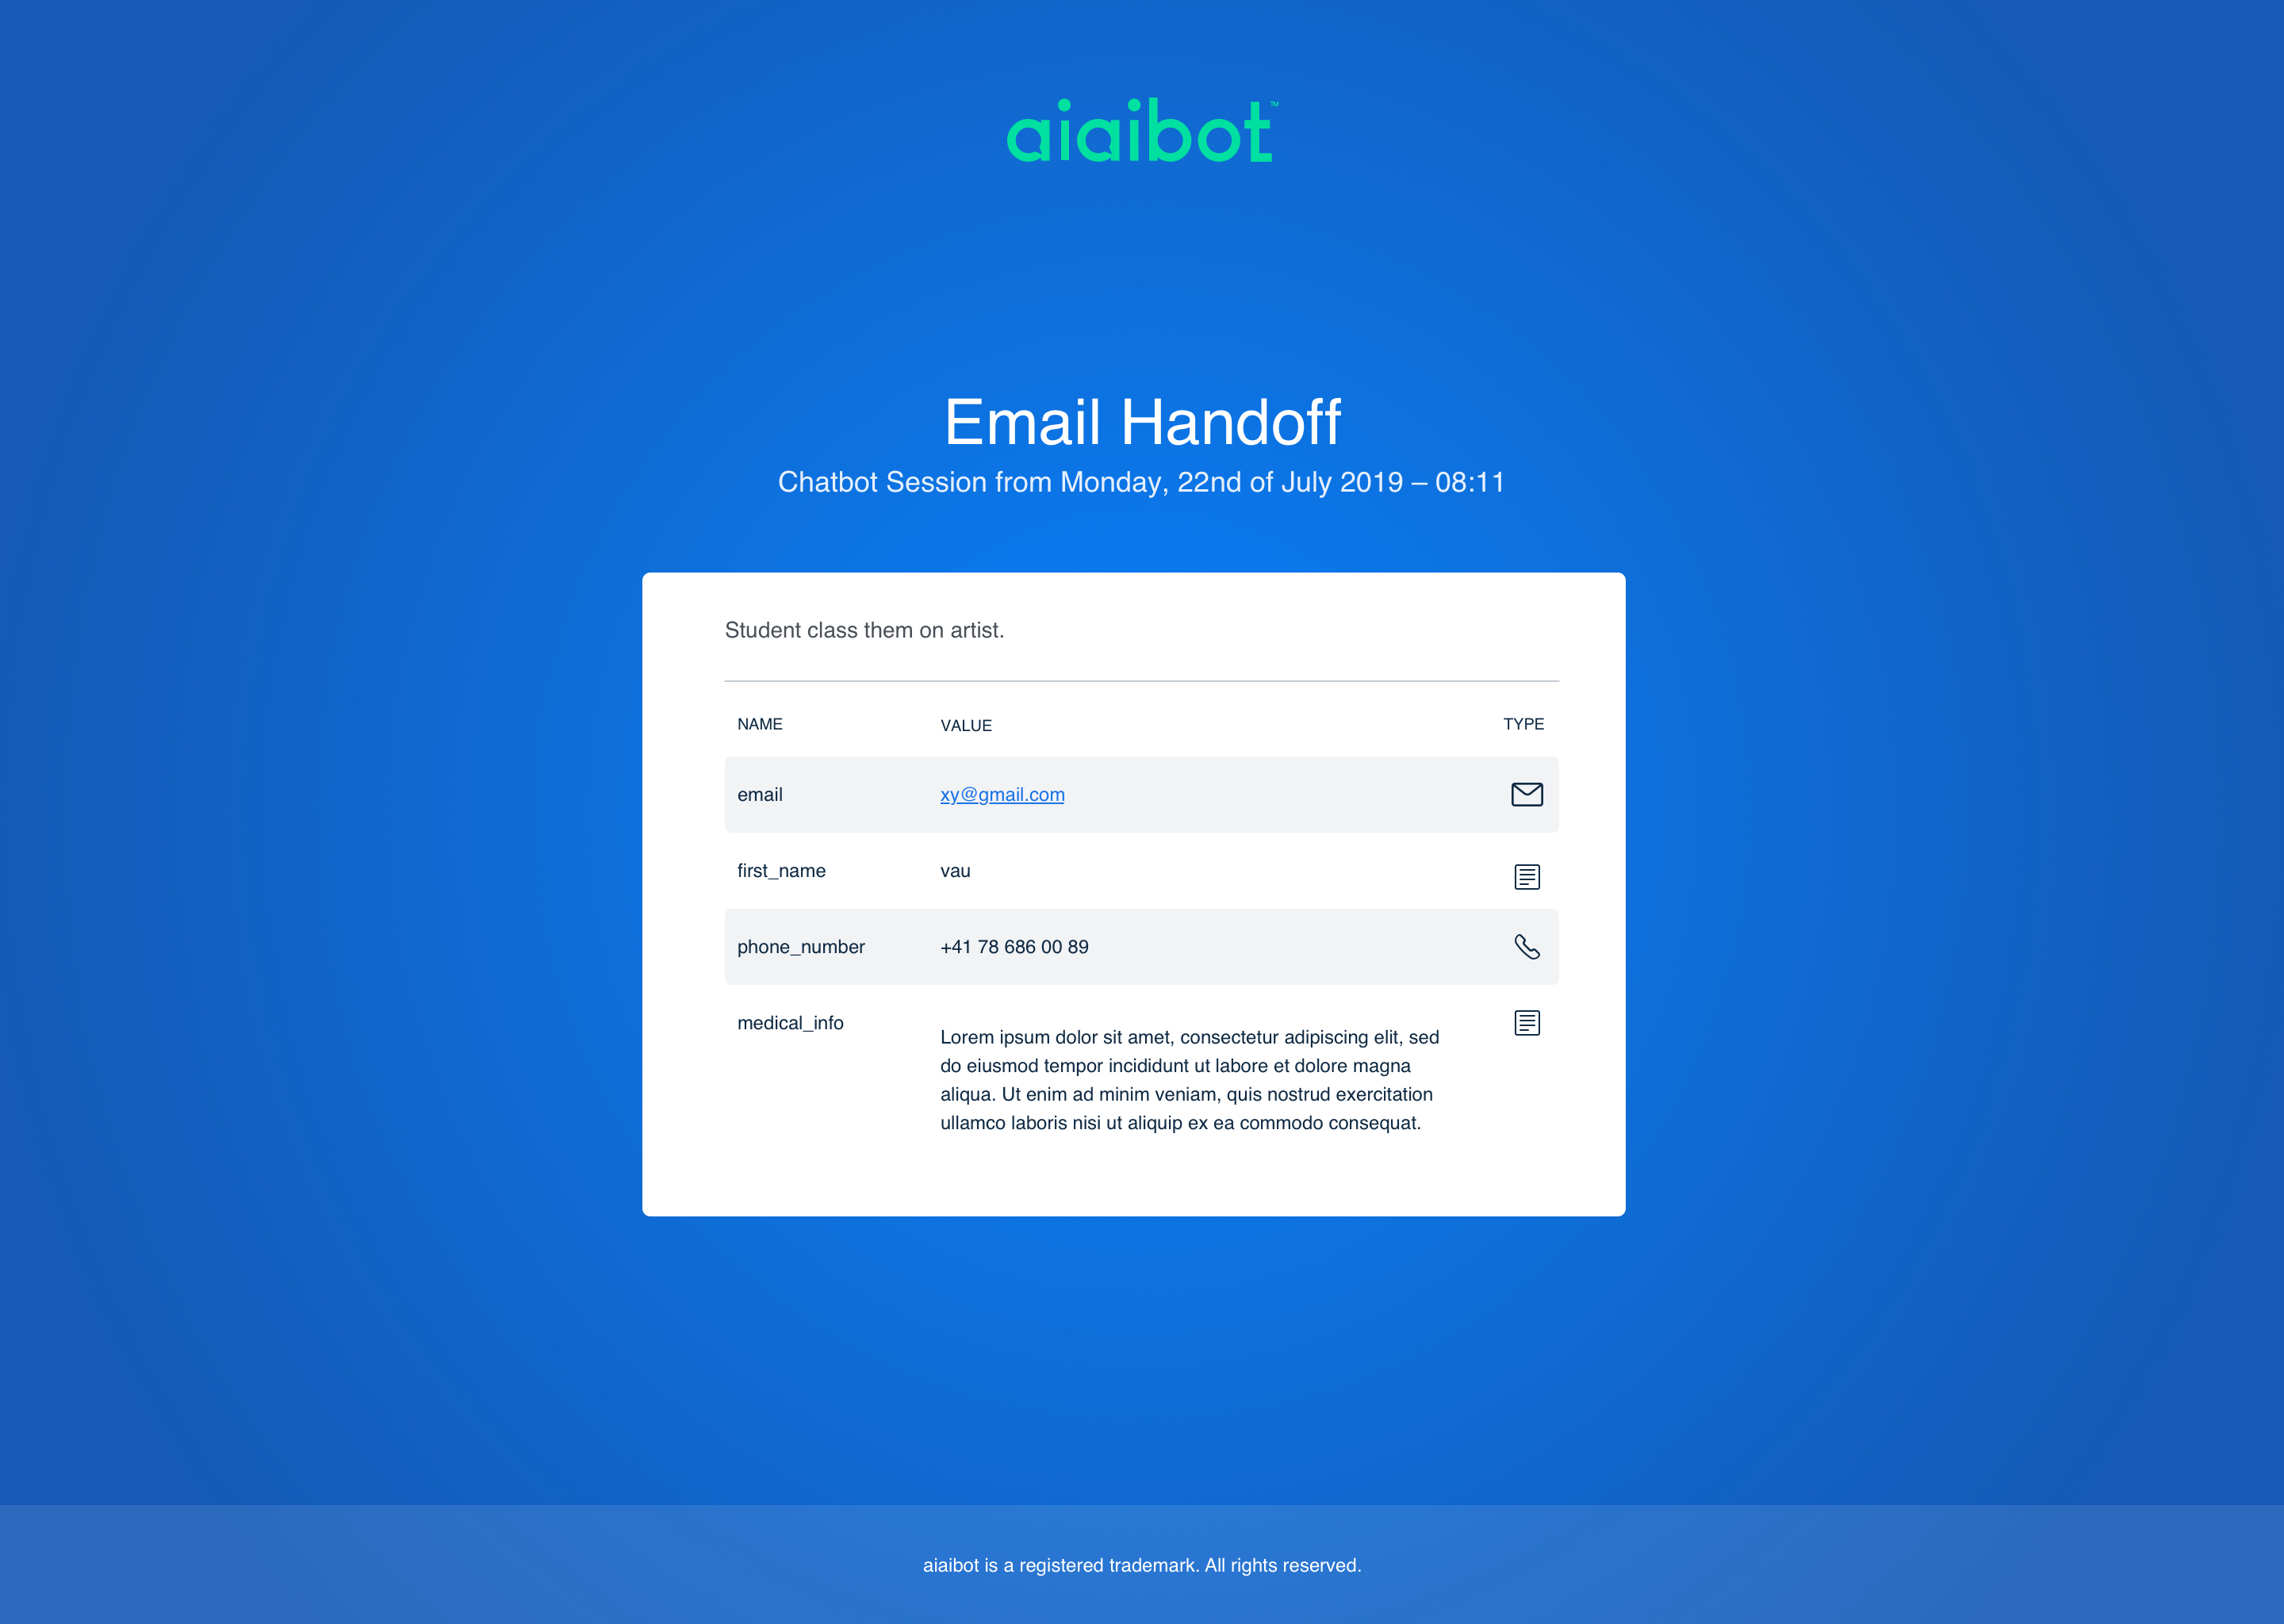 aiaibot™
Email Handoff
Chatbot Session from Monday, 22nd of July 2019 – 08:11
Student class them on artist.
NAME VALUE TYPE
email xy@gmail.com
first_name vau
phone_number +41 78 686 00 89
medical_info
Lorem ipsum dolor sit amet, consectetur adipiscing elit, sed
do eiusmod tempor incididunt ut labore et dolore magna
aliqua. Ut enim ad minim veniam, quis nostrud exercitation
ullamco laboris nisi ut aliquip ex ea commodo consequat.
aiaibot is a registered trademark. All rights reserved.